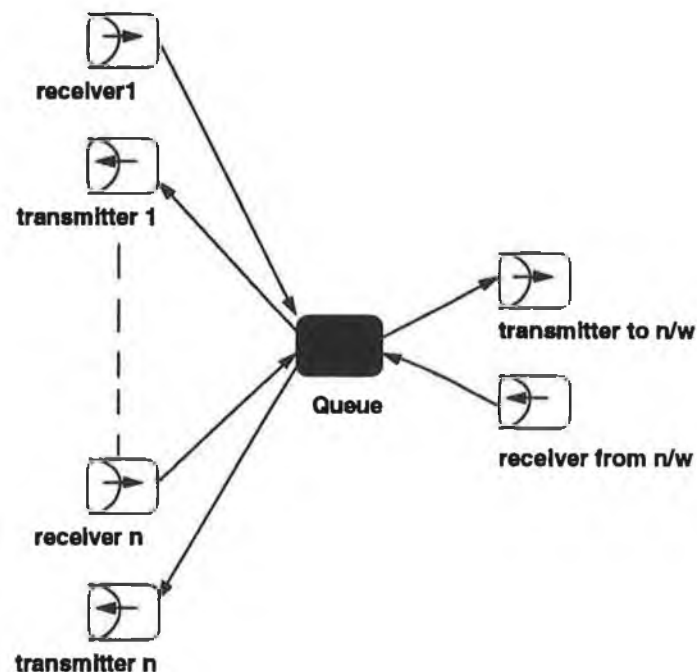 receiver1
transmitter 1
transmitter to n/w
Queue
receiver from n/w
receiver n
transmitter n